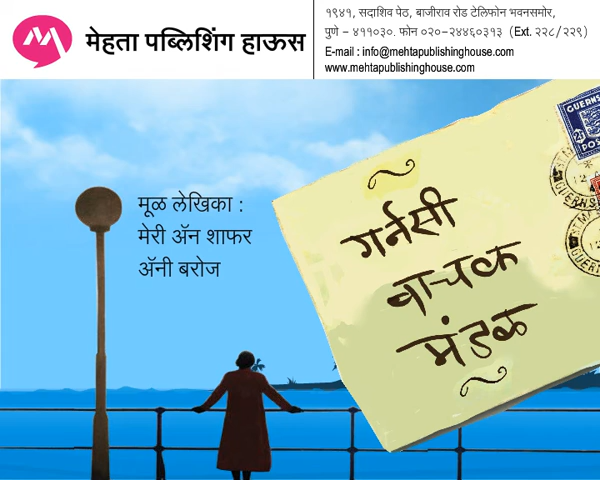 मेहता पब्लिशिंग हाऊस
१९४१, सदाशिव पेठ, बाजीराव रोड टेलिफोन भवनसमोर,
पुणे – ४११०३०. फोन ०२०–२४४६०३१३ (Ext. २२८/२२९)
E-mail : info@mehtapublishinghouse.com
www.mehtapublishinghouse.com
मूळ लेखिका :
मेरी ॲन शाफर
ॲनी बरोज
गर्नसी
वाचक
मंडळ
GUERNSEY